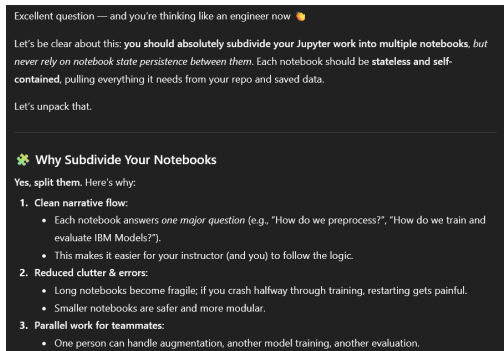 Excellent question — and you're thinking like an engineer now 👏
Let's be clear about this: you should absolutely subdivide your Jupyter work into multiple notebooks, but
never rely on notebook state persistence between them. Each notebook should be stateless and self-
contained, pulling everything it needs from your repo and saved data.
Let's unpack that.
🧩 Why Subdivide Your Notebooks
Yes, split them. Here's why:
1. Clean narrative flow:
• Each notebook answers one major question (e.g., "How do we preprocess?", "How do we train and
evaluate IBM Models?").
• This makes it easier for your instructor (and you) to follow the logic.
2. Reduced clutter & errors:
• Long notebooks become fragile; if you crash halfway through training, restarting gets painful.
• Smaller notebooks are safer and more modular.
3. Parallel work for teammates:
• One person can handle augmentation, another model training, another evaluation.